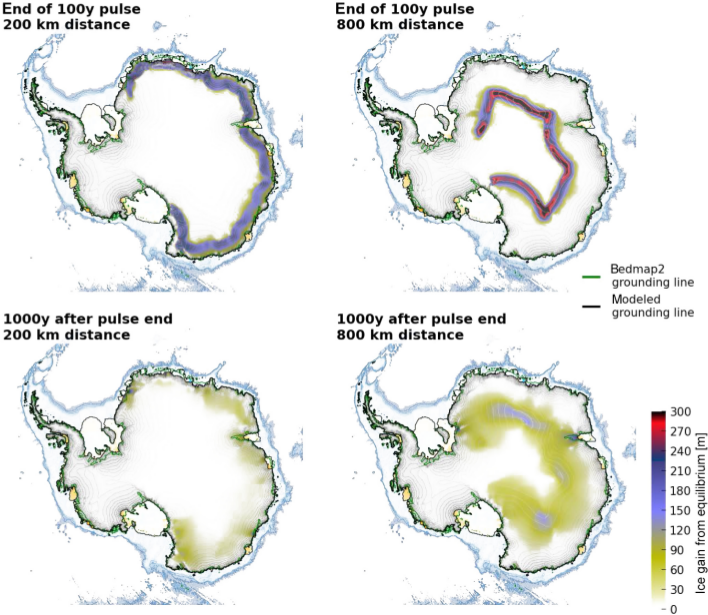 End of 100y pulse
200 km distance
End of 100y pulse
800 km distance
Bedmap2
grounding line
Modeled
grounding line
1000y after pulse end
200 km distance
1000y after pulse end
800 km distance
300
270
240
210
180
150
120
90
60
30
0
Ice gain from equilibrium [m]